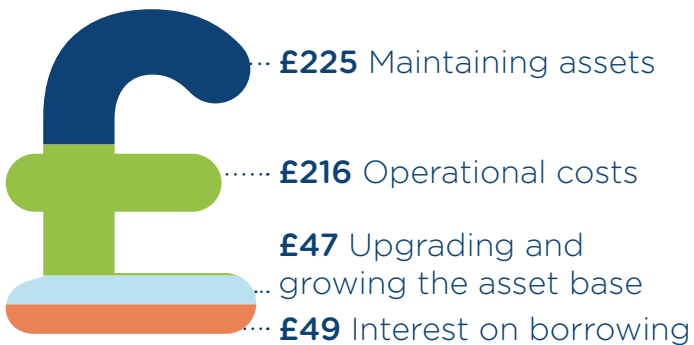 £225 Maintaining assets
£216 Operational costs
£47 Upgrading and
growing the asset base
£49 Interest on borrowing